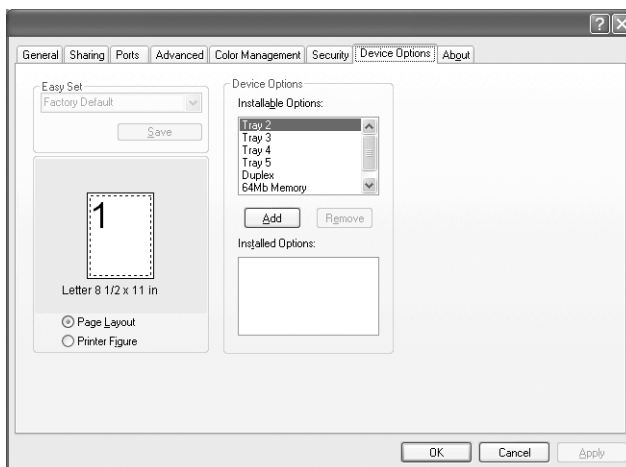 General
Sharing
Ports
Advanced
Color Management
Security
Device Options
About
Easy Set
Factory Default
Save
1
Letter 8 1/2 x 11 in
Page Layout
Printer Figure
Device Options
Installable Options:
Tray 2
Tray 3
Tray 4
Tray 5
Duplex
64Mb Memory
Add
Remove
Installed Options:
OK
Cancel
Apply